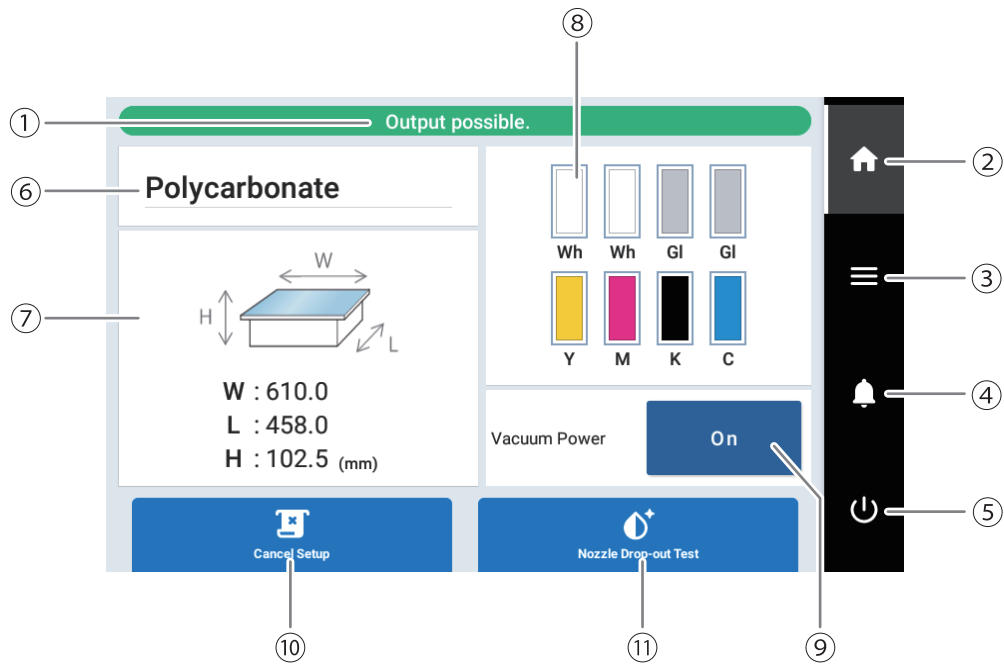 ⑧
① Output possible.
②
⑥ Polycarbonate
Wh Wh Gl Gl
③
⑦
W
H
L
Y M K C
④
W : 610.0
L : 458.0
H : 102.5 (mm)
Vacuum Power On
⑤
Cancel Setup
Nozzle Drop-out Test
⑩ ⑪ ⑨